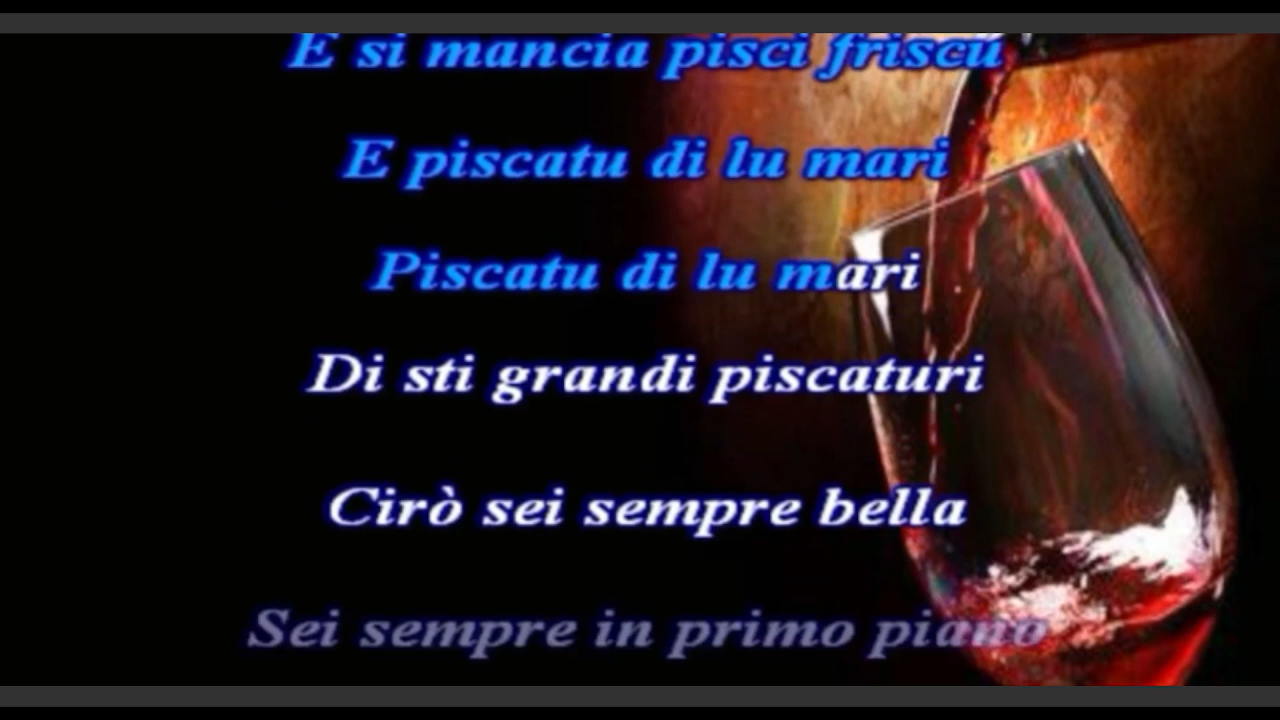 E si mancia pisci friscu
E piscatu di lu mari
Piscatu di lu mari
Di sti grandi piscaturi
Cirò sei sempre bella
Sei sempre in primo piano